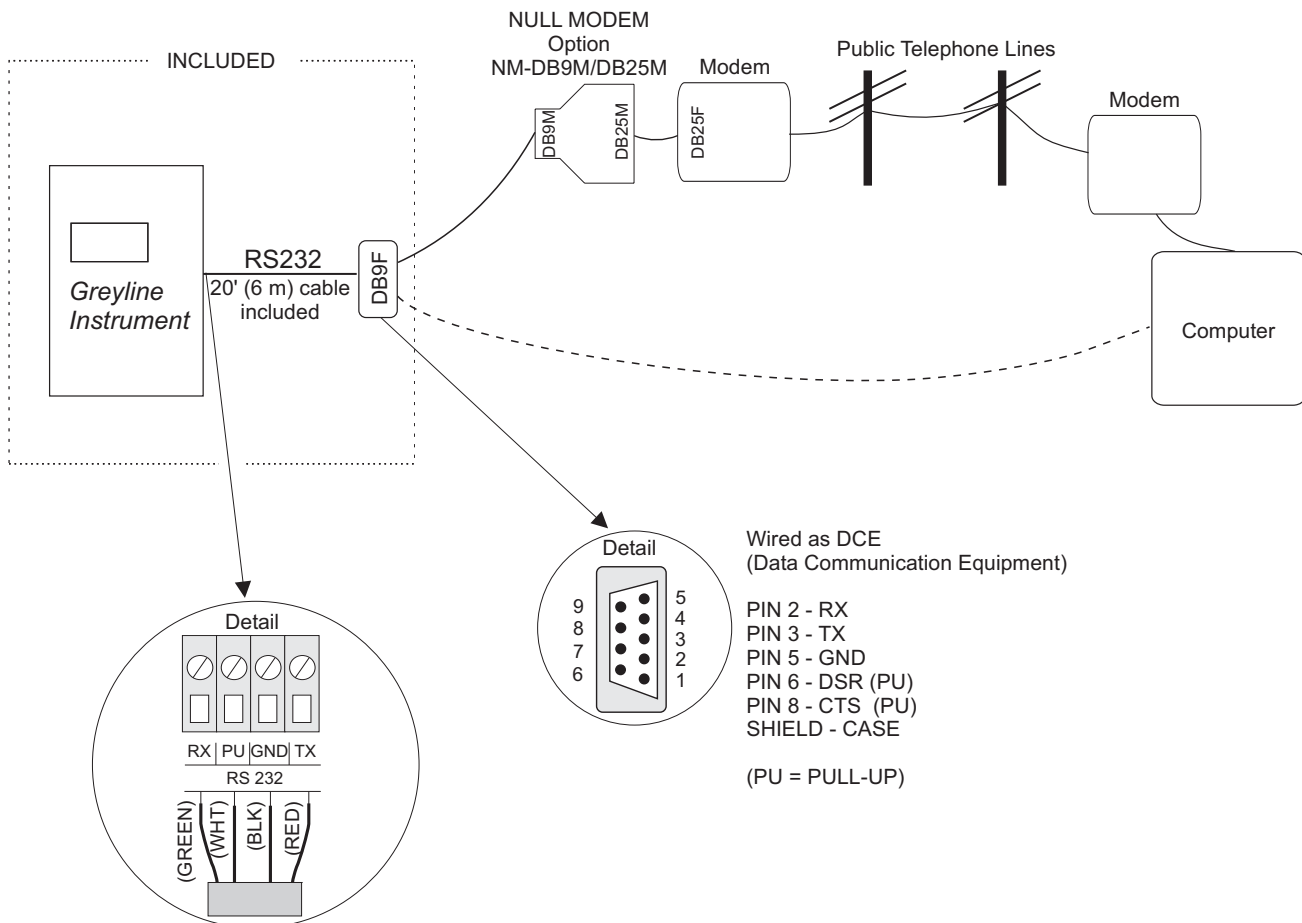 INCLUDED
NULL MODEM
Option
NM-DB9M/DB25M
DB9M
DB25M
Modem
DB25F
Public Telephone Lines
Modem
Greyline
Instrument
RS232
20' (6 m) cable
included
DB9F
Computer
Detail
RX PU GND TX
RS 232
(GREEN)
(WHT)
(BLK)
(RED)
Detail
9
8
7
6
5
4
3
2
1
Wired as DCE
(Data Communication Equipment)
PIN 2 - RX
PIN 3 - TX
PIN 5 - GND
PIN 6 - DSR (PU)
PIN 8 - CTS (PU)
SHIELD - CASE
(PU = PULL-UP)